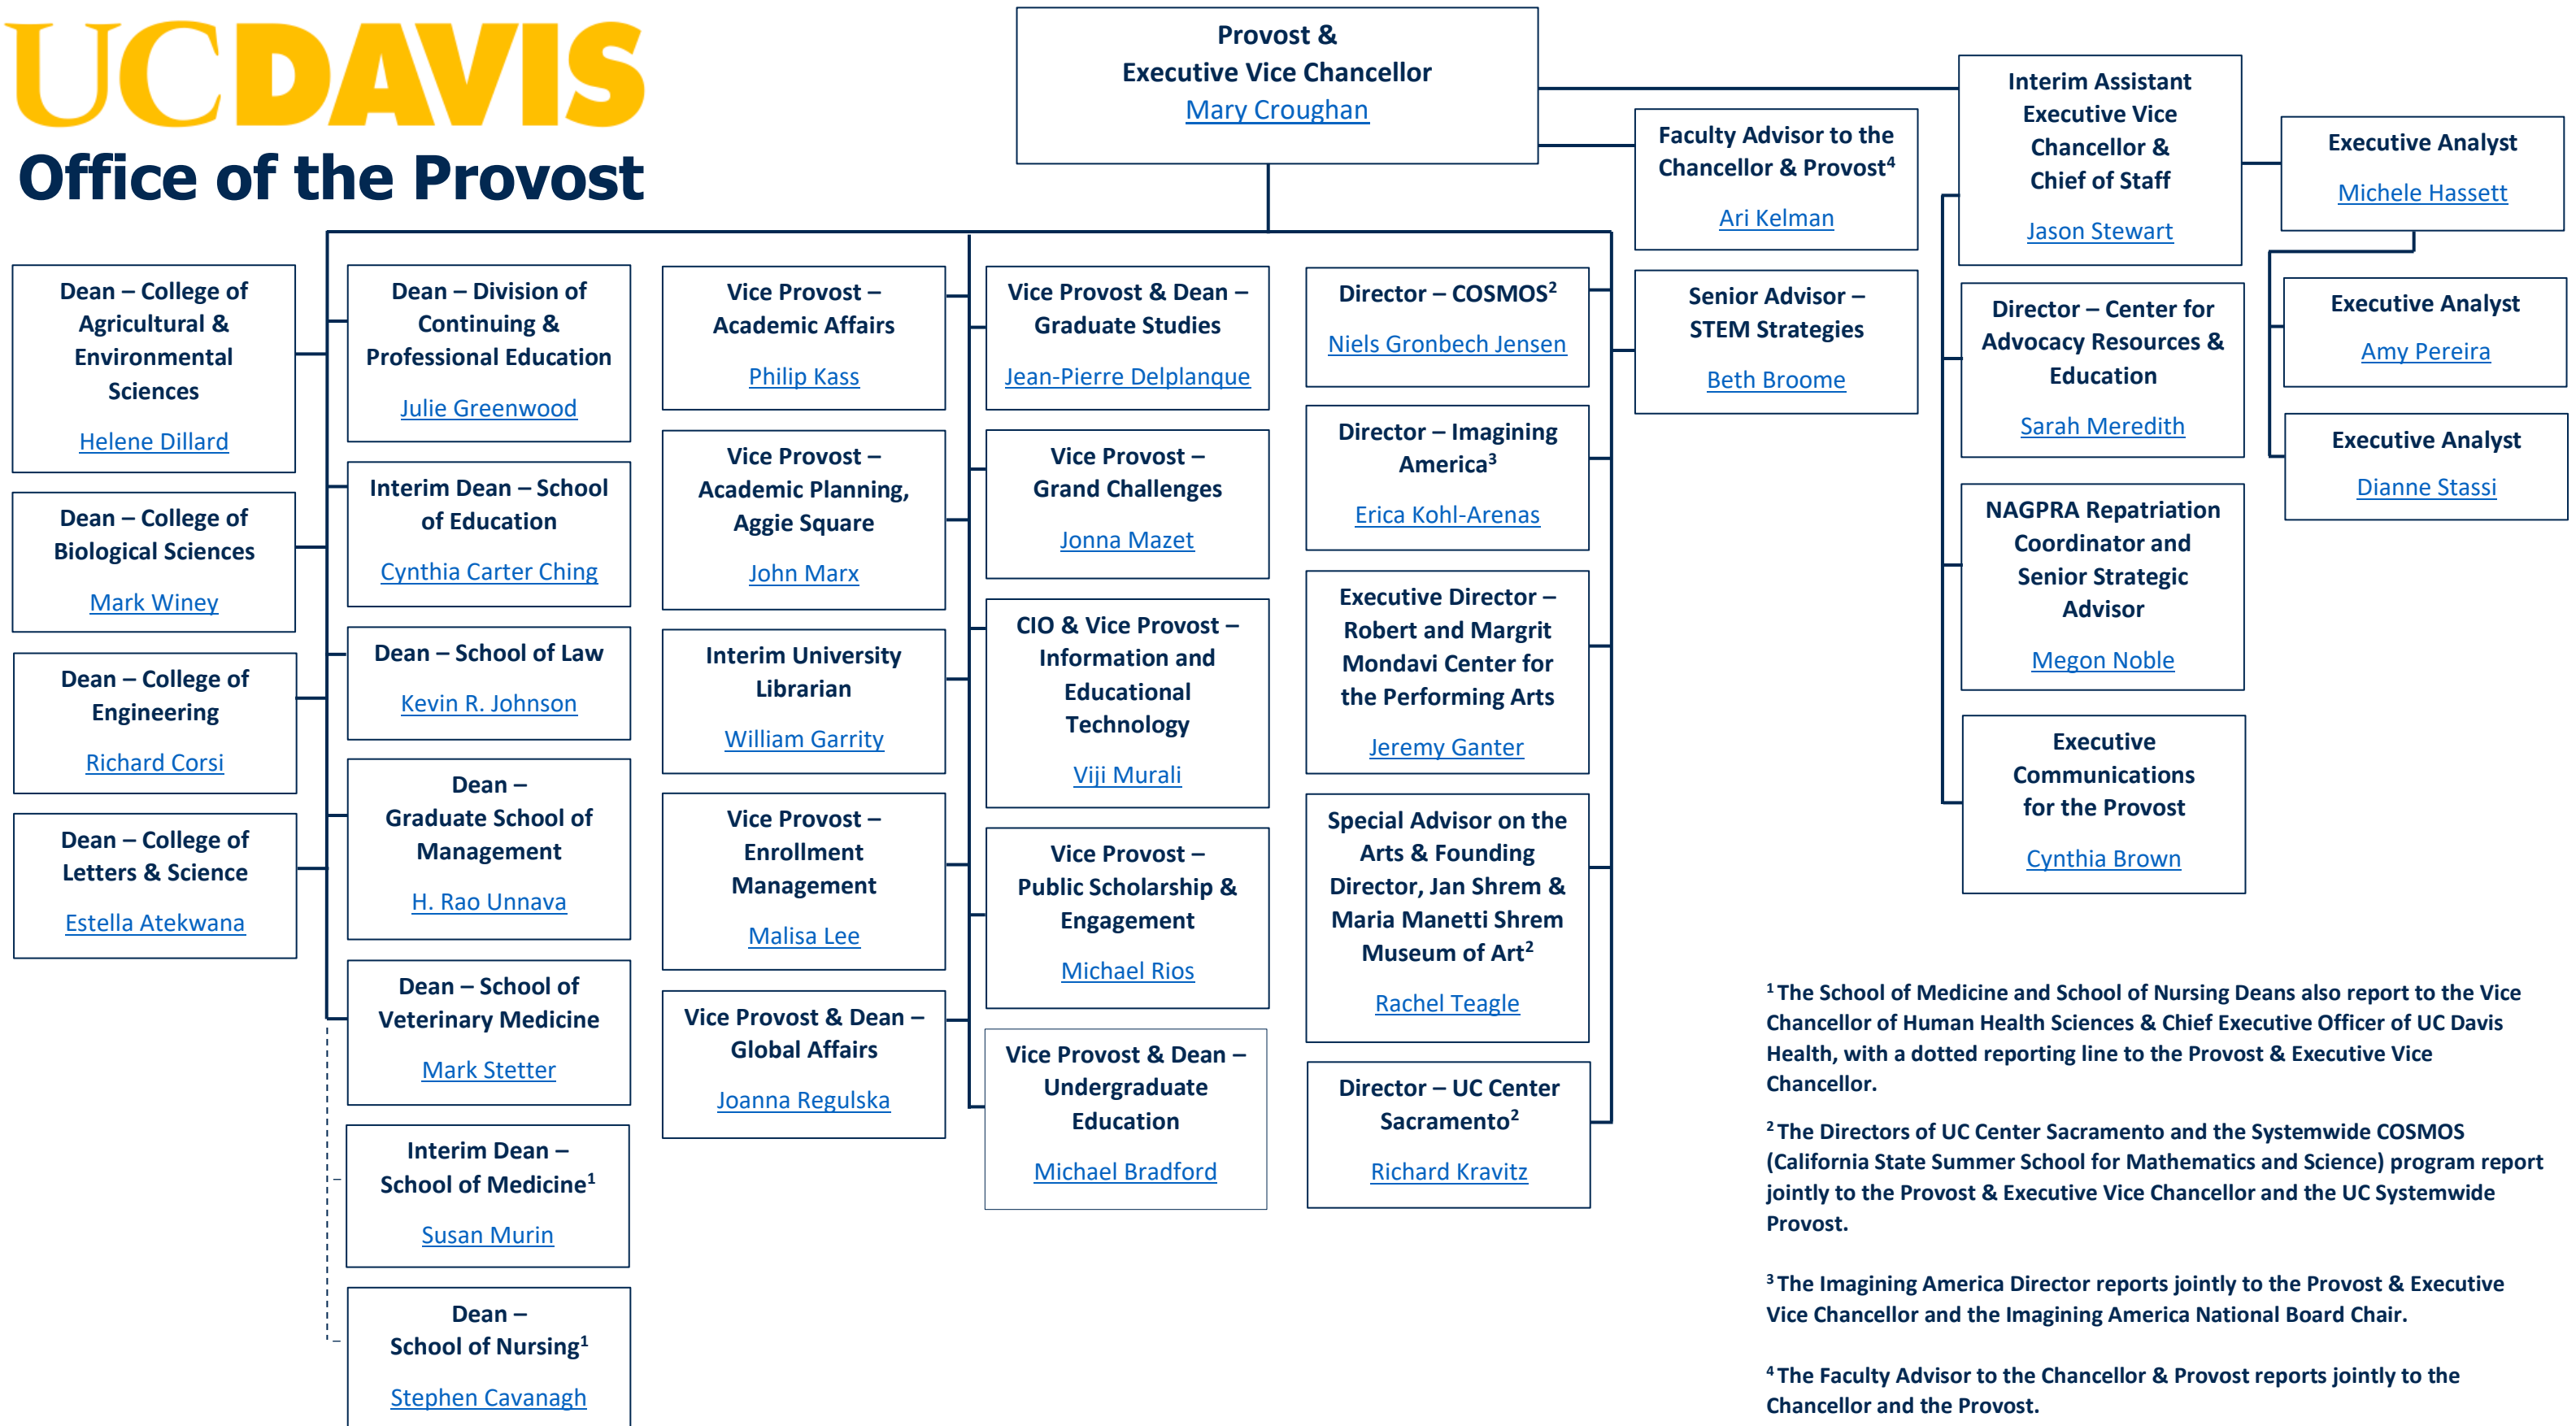 UCDAVIS
Office of the Provost
Provost &
Executive Vice Chancellor
Mary Croughan
Faculty Advisor to the
Chancellor & Provost4
Ari Kelman
Senior Advisor –
STEM Strategies
Beth Broome
Interim Assistant
Executive Vice
Chancellor &
Chief of Staff
Jason Stewart
Executive Analyst
Michele Hassett
Executive Analyst
Amy Pereira
Executive Analyst
Dianne Stassi
Director – Center for
Advocacy Resources &
Education
Sarah Meredith
NAGPRA Repatriation
Coordinator and
Senior Strategic
Advisor
Megon Noble
Executive
Communications
for the Provost
Cynthia Brown
Dean – College of
Agricultural &
Environmental
Sciences
Helene Dillard
Dean – College of
Biological Sciences
Mark Winey
Dean – College of
Engineering
Richard Corsi
Dean – College of
Letters & Science
Estella Atekwana
Dean – Division of
Continuing &
Professional Education
Julie Greenwood
Interim Dean – School
of Education
Cynthia Carter Ching
Dean – School of Law
Kevin R. Johnson
Dean –
Graduate School of
Management
H. Rao Unnava
Dean – School of
Veterinary Medicine
Mark Stetter
Interim Dean –
School of Medicine1
Susan Murin
Dean –
School of Nursing1
Stephen Cavanagh
Vice Provost –
Academic Affairs
Philip Kass
Vice Provost –
Academic Planning,
Aggie Square
John Marx
Interim University
Librarian
William Garrity
Vice Provost –
Enrollment
Management
Malisa Lee
Vice Provost & Dean –
Global Affairs
Joanna Regulska
Vice Provost & Dean –
Graduate Studies
Jean-Pierre Delplanque
Vice Provost –
Grand Challenges
Jonna Mazet
CIO & Vice Provost –
Information and
Educational
Technology
Viji Murali
Vice Provost –
Public Scholarship &
Engagement
Michael Rios
Vice Provost & Dean –
Undergraduate
Education
Michael Bradford
Director – COSMOS2
Niels Gronbech Jensen
Director – Imagining
America3
Erica Kohl-Arenas
Executive Director –
Robert and Margrit
Mondavi Center for
the Performing Arts
Jeremy Ganter
Special Advisor on the
Arts & Founding
Director, Jan Shrem &
Maria Manetti Shrem
Museum of Art2
Rachel Teagle
Director – UC Center
Sacramento2
Richard Kravitz
1 The School of Medicine and School of Nursing Deans also report to the Vice
Chancellor of Human Health Sciences & Chief Executive Officer of UC Davis
Health, with a dotted reporting line to the Provost & Executive Vice
Chancellor.
2 The Directors of UC Center Sacramento and the Systemwide COSMOS
(California State Summer School for Mathematics and Science) program report
jointly to the Provost & Executive Vice Chancellor and the UC Systemwide
Provost.
3 The Imagining America Director reports jointly to the Provost & Executive
Vice Chancellor and the Imagining America National Board Chair.
4 The Faculty Advisor to the Chancellor & Provost reports jointly to the
Chancellor and the Provost.